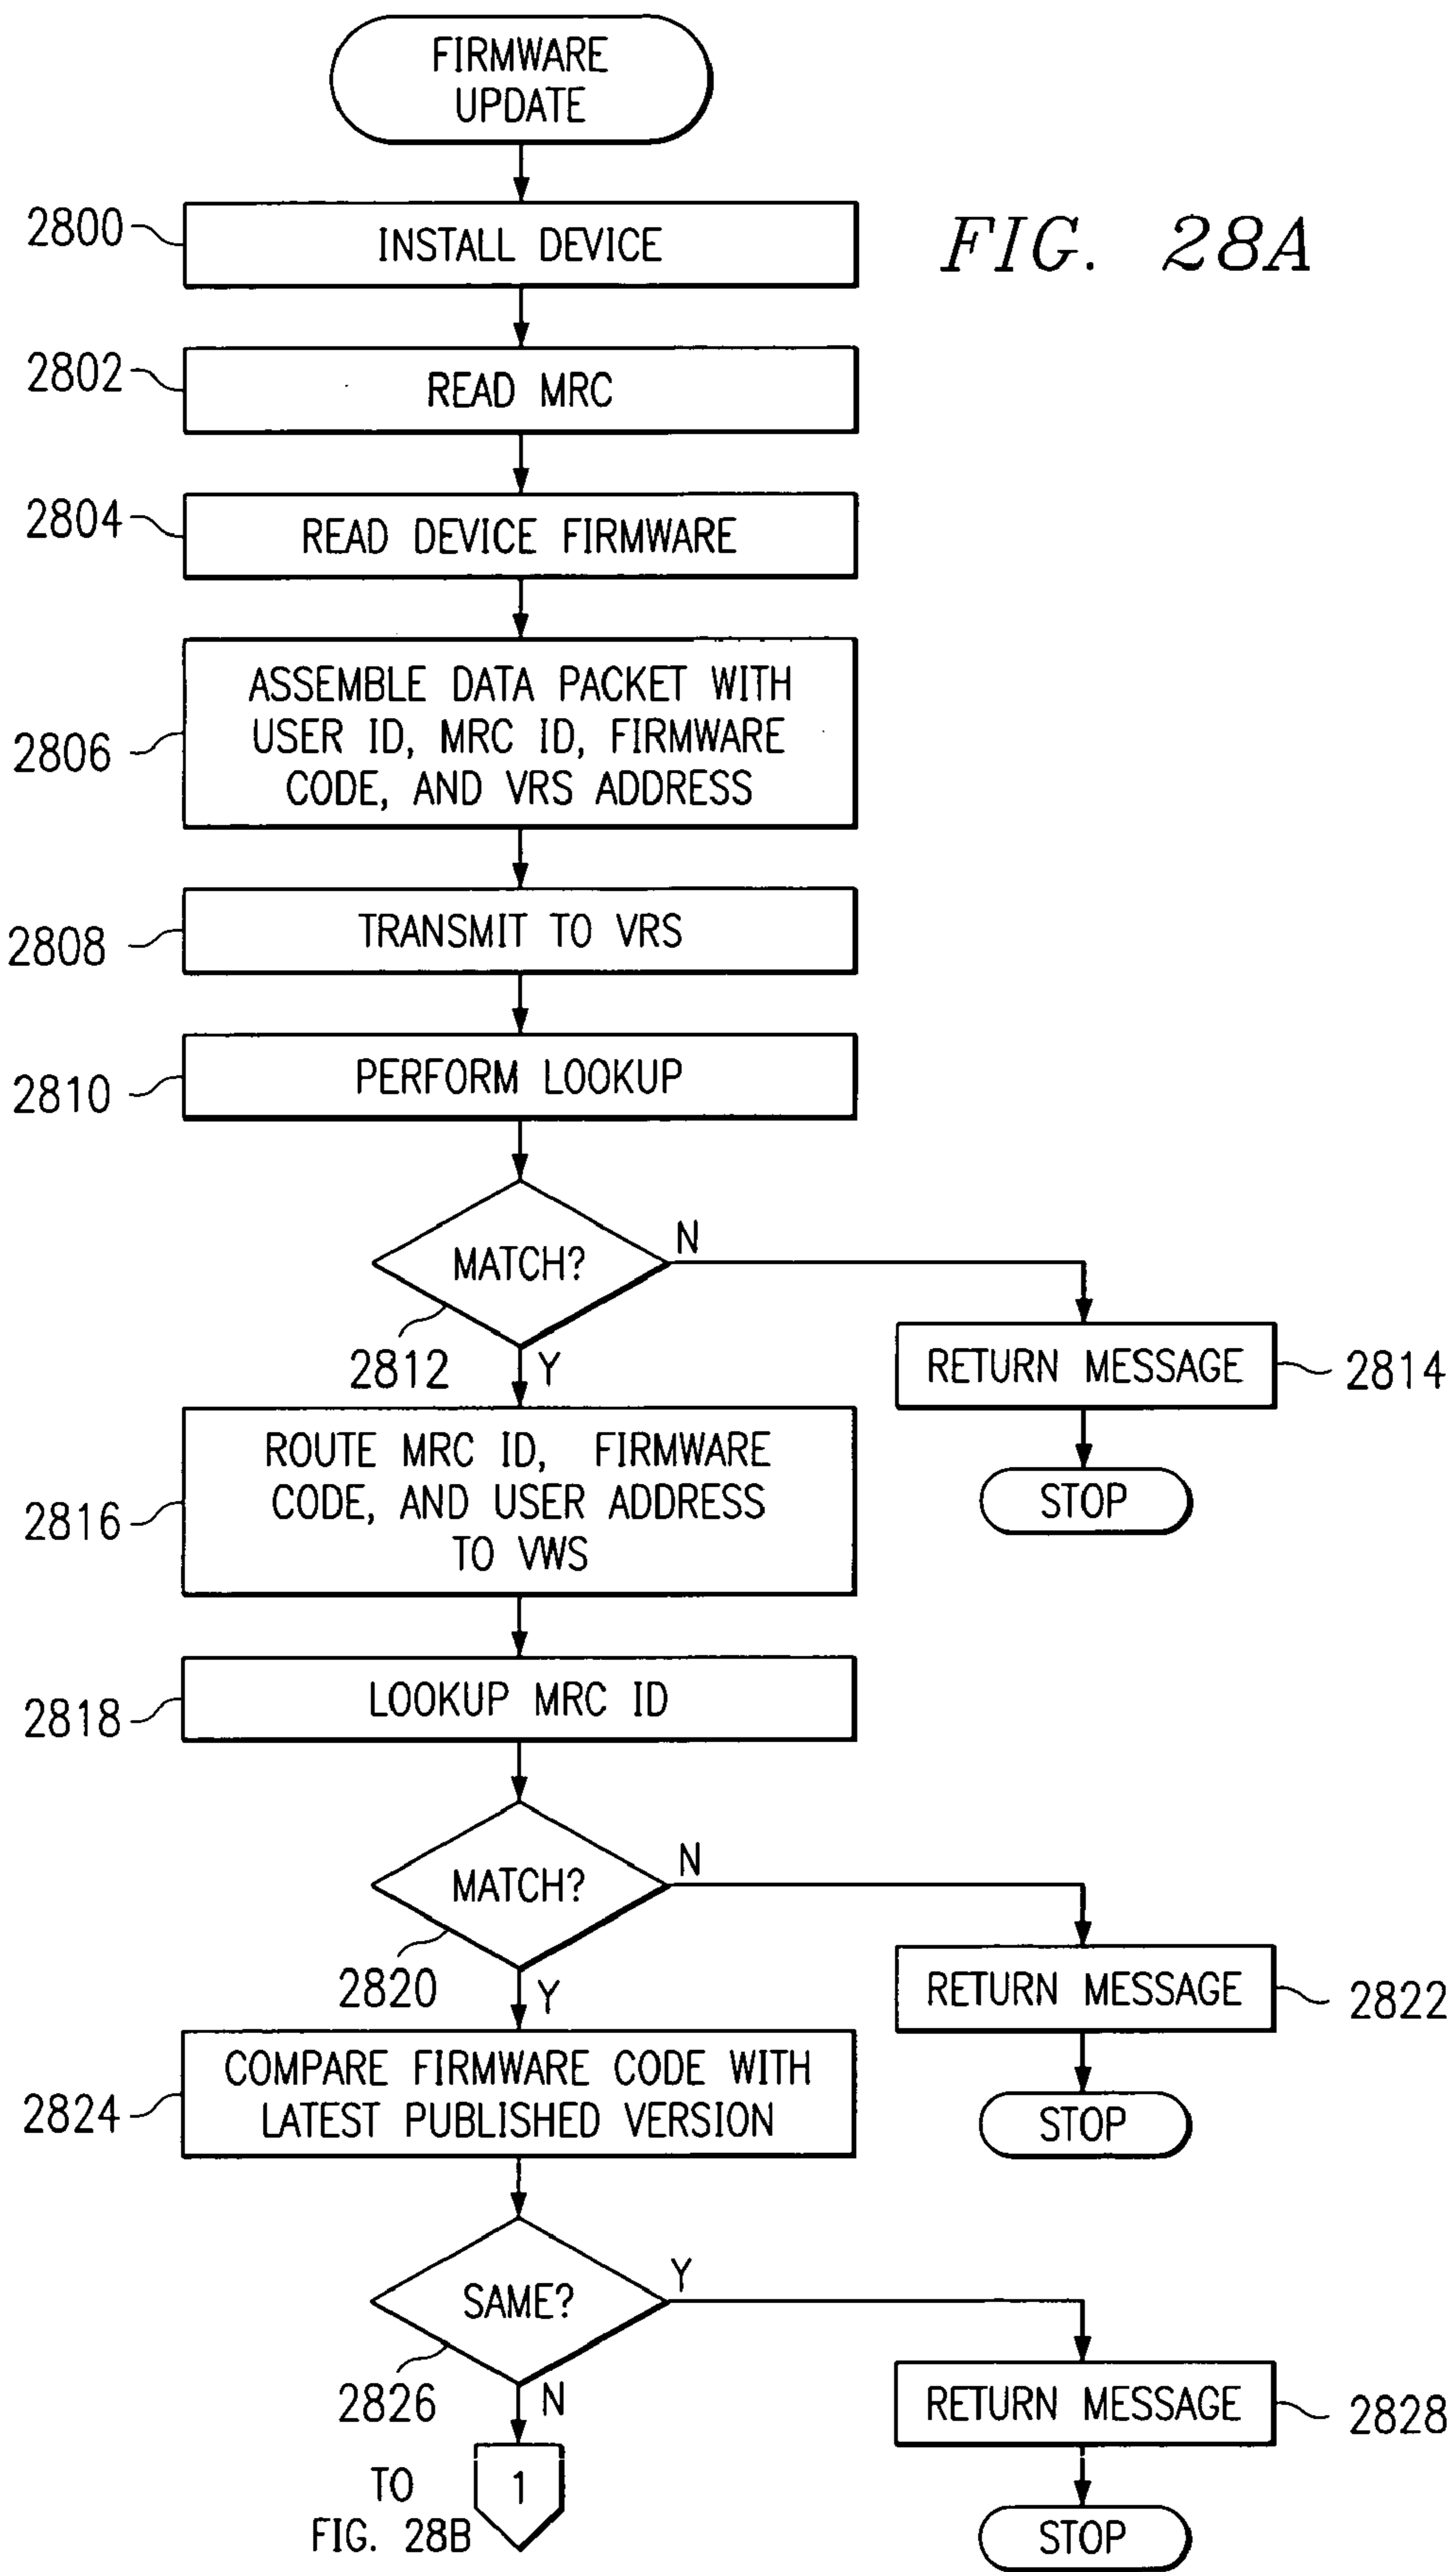 FIRMWARE
UPDATE
2800
INSTALL DEVICE
FIG. 28A
2802
READ MRC
2804
READ DEVICE FIRMWARE
2806
ASSEMBLE DATA PACKET WITH
USER ID, MRC ID, FIRMWARE
CODE, AND VRS ADDRESS
2808
TRANSMIT TO VRS
2810
PERFORM LOOKUP
MATCH?
N
2812
Y
RETURN MESSAGE
2814
STOP
2816
ROUTE MRC ID, FIRMWARE
CODE, AND USER ADDRESS
TO VWS
2818
LOOKUP MRC ID
MATCH?
N
2820
Y
RETURN MESSAGE
2822
STOP
2824
COMPARE FIRMWARE CODE WITH
LATEST PUBLISHED VERSION
SAME?
Y
2826
N
RETURN MESSAGE
2828
STOP
1
TO
FIG. 28B